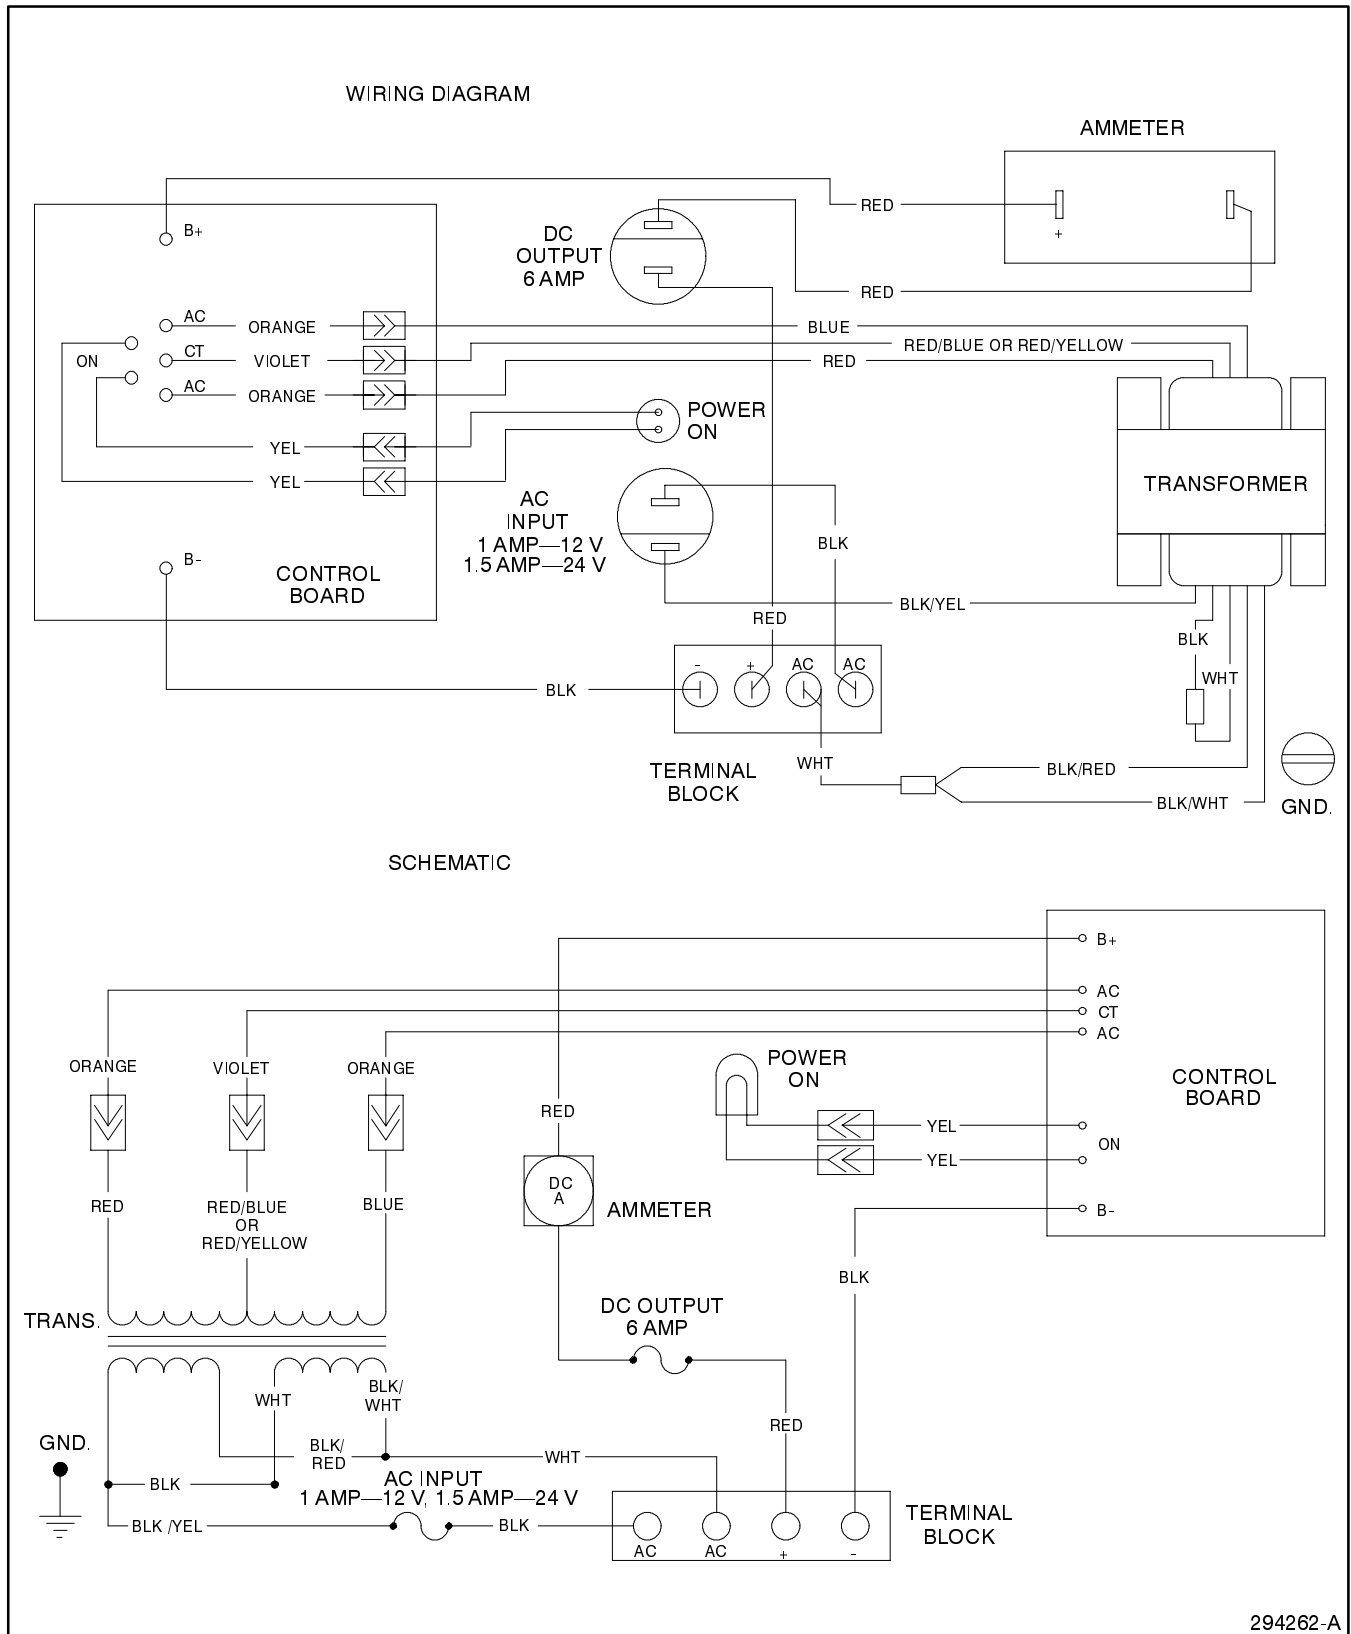 WIRING DIAGRAM
AMMETER
RED
+
B+
DC
OUTPUT
6 AMP
RED
AC
ORANGE
BLUE
ON
CT
VIOLET
RED/BLUE OR RED/YELLOW
RED
AC
ORANGE
POWER
ON
YEL
YEL
TRANSFORMER
AC
INPUT
1 AMP—12 V
1.5 AMP—24 V
BLK
B-
CONTROL
BOARD
BLK/YEL
RED
BLK
WHT
- + AC AC
BLK
WHT
TERMINAL
BLOCK
BLK/RED
BLK/WHT
GND.
SCHEMATIC
B+
AC
CT
AC
ORANGE
VIOLET
ORANGE
POWER
ON
CONTROL
BOARD
RED
YEL
ON
YEL
DC
A
AMMETER
RED
RED/BLUE
OR
RED/YELLOW
BLUE
B-
BLK
TRANS.
DC OUTPUT
6 AMP
WHT
BLK/
WHT
RED
GND.
BLK/
RED
WHT
BLK
AC INPUT
1 AMP—12 V, 1.5 AMP—24 V
BLK /YEL
BLK
AC AC + -
TERMINAL
BLOCK
294262-A